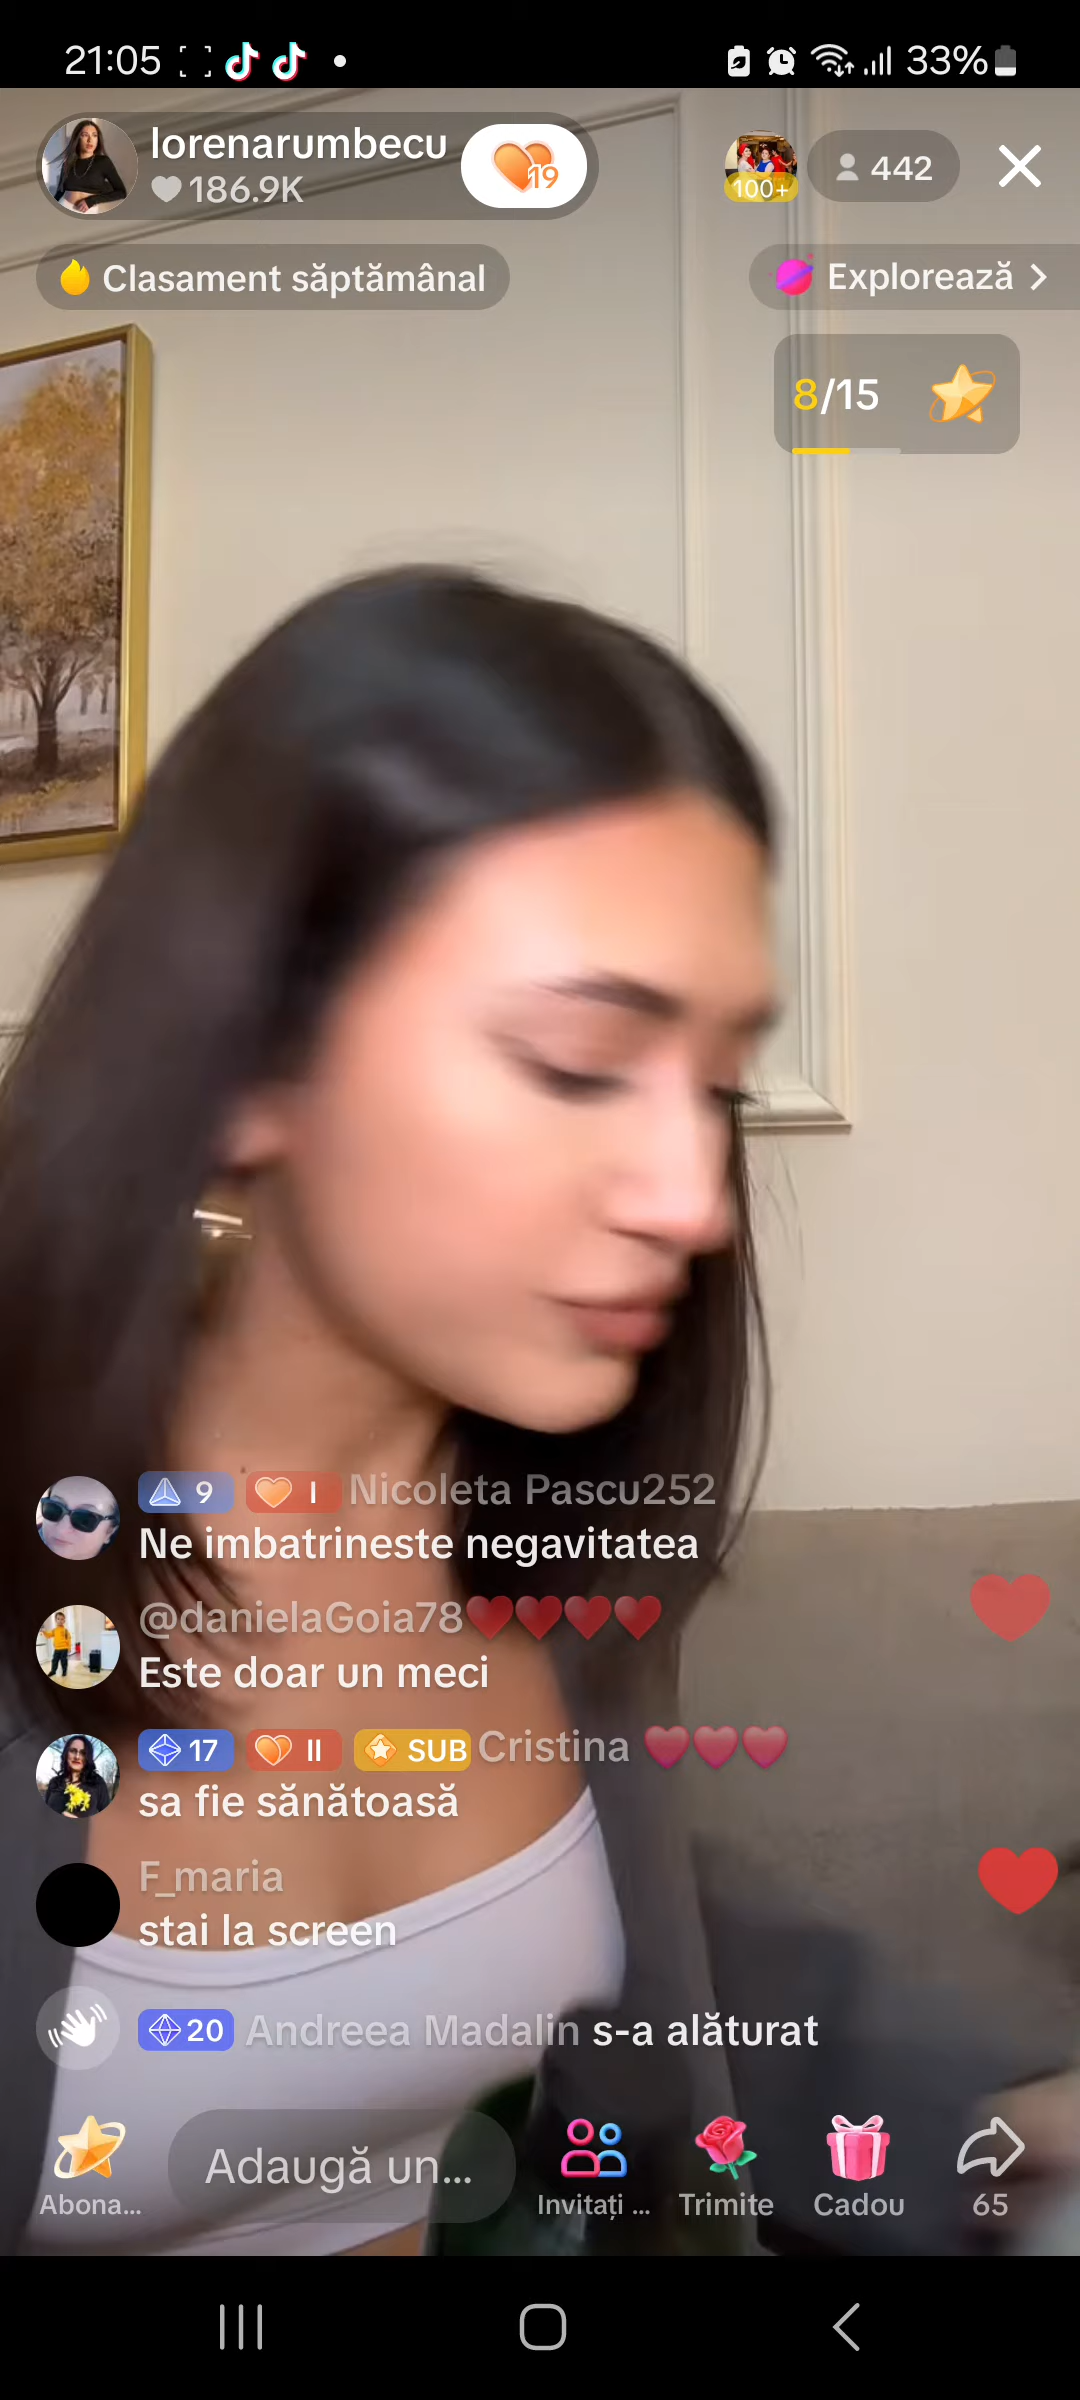 21:05
33%
lorenarumbecu
186.9K
19
100+
442
Clasament săptămânal
Explorează
8/15
9 I Nicoleta Pascu252
Ne imbatrineste negavitatea
@danielaGoia78❤️❤️❤️❤️
Este doar un meci
17 II SUB Cristina 💗💗💗
sa fie sănătoasă
F_maria
stai la screen
20 Andreea Madalin s-a alăturat
Adaugă un...
Abona...
Invitați ...
Trimite
Cadou
65